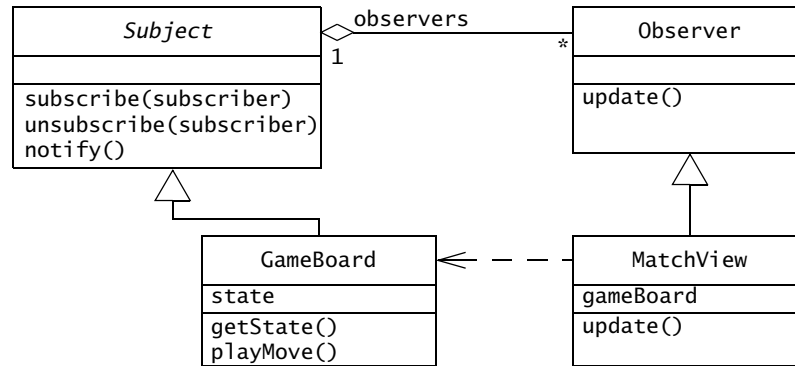 Subject
observers
1
*
Observer
subscribe(subscriber)
unsubscribe(subscriber)
notify()
update()
GameBoard
state
getState()
playMove()
MatchView
gameBoard
update()